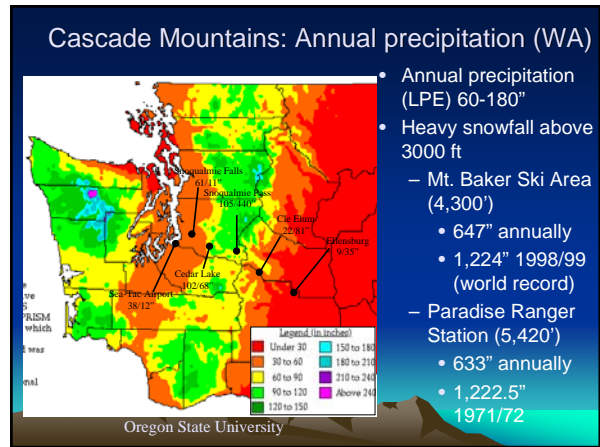 Cascade Mountains: Annual precipitation (WA)
Snoqualmie Falls
61/11"
Snoqualmie Pass
105/440"
Cle Elum
22/81"
Ellensburg
9/35"
Cedar Lake
102/68"
Sea-Tac Airport
38/12"
ive
S
PRISM
which
d was
onal
Legend (in inches)
Under 30
30 to 60
60 to 90
90 to 120
120 to 150
150 to 180
180 to 210
210 to 240
Above 240
Oregon State University
• Annual precipitation
(LPE) 60-180”
• Heavy snowfall above
3000 ft
– Mt. Baker Ski Area
(4,300’)
• 647” annually
• 1,224” 1998/99
(world record)
– Paradise Ranger
Station (5,420’)
• 633” annually
• 1,222.5”
1971/72